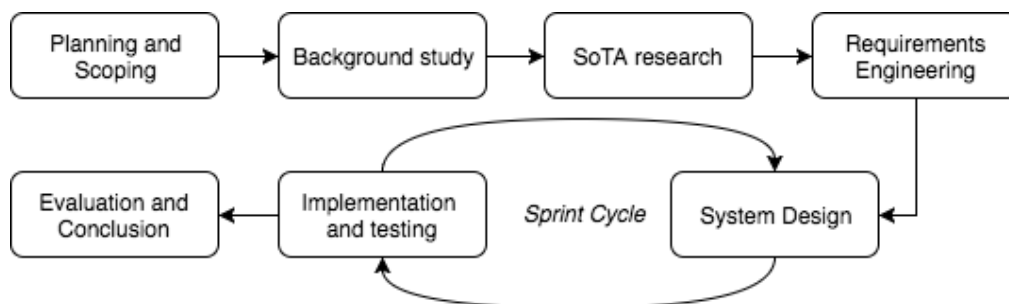 Planning and
Scoping
Background study
SoTA research
Requirements
Engineering
Evaluation and
Conclusion
Implementation
and testing
Sprint Cycle
System Design